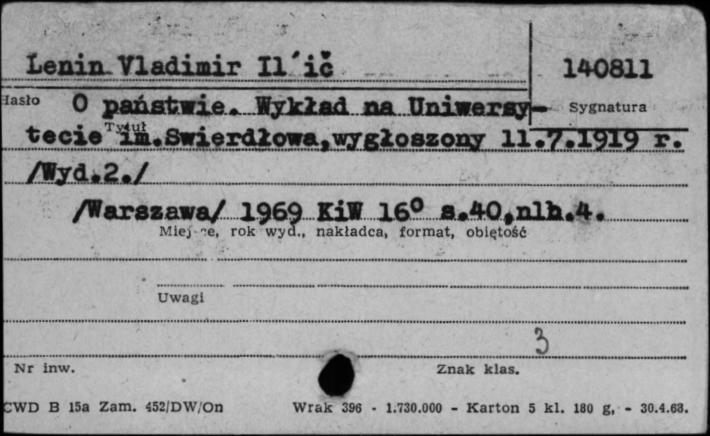 Lenin Vladimir Il´ič
140811
Hasło
Sygnatura
O państwie. Wykład na Uniwersy-
Tytuł
tecie im.Swierdłowa,wygłoszony 11.7.1919 r.
/Wyd.2./
/Warszawa/ 1969 KiW 16° s.40,nlb.4.
Miejsce, rok wyd., nakładca, format, objętość
Uwagi
3
Nr inw.
Znak klas.
CWD B 15a Zam. 452/DW/On
Wrak 396 - 1.730.000 - Karton 5 kl. 180 g, - 30.4.68.